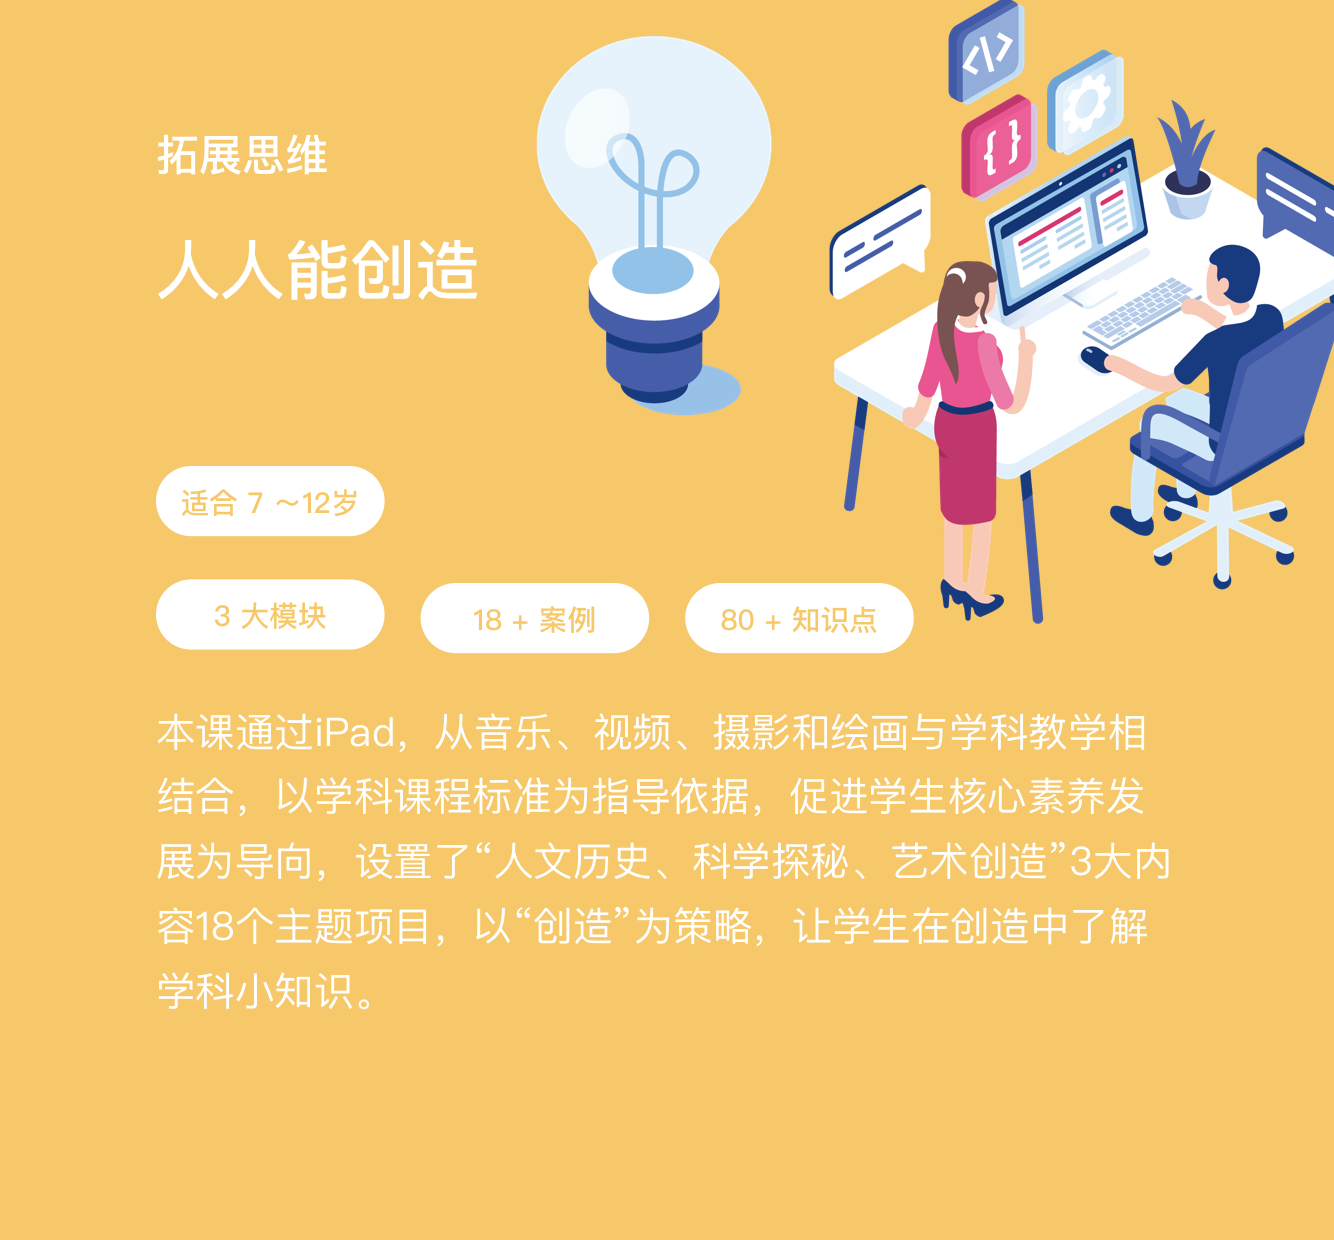 拓展思维
人人能创造
适合 7 ～12岁
3 大模块
18 + 案例
80 + 知识点
本课通过iPad，从音乐、视频、摄影和绘画与学科教学相
结合，以学科课程标准为指导依据，促进学生核心素养发
展为导向，设置了“人文历史、科学探秘、艺术创造”3大内
容18个主题项目，以“创造”为策略，让学生在创造中了解
学科小知识。